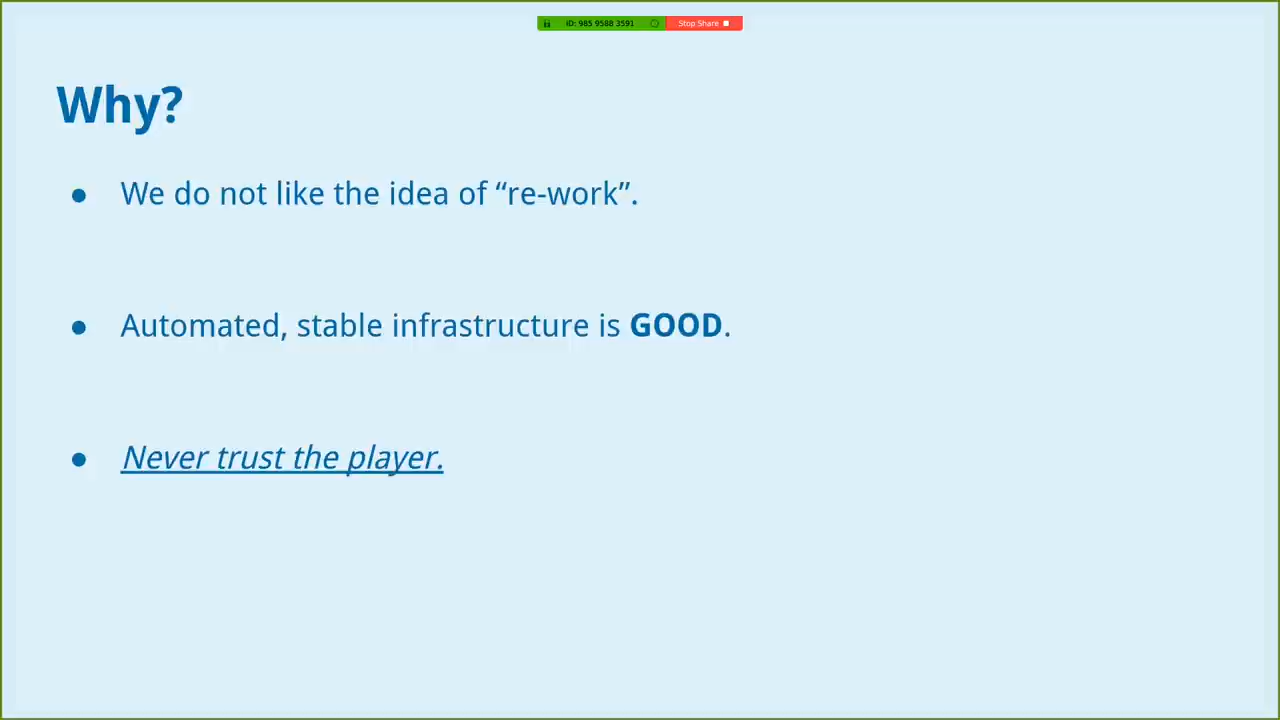 ID: 985 9588 3591 Stop Share
Why?
● We do not like the idea of “re-work”.
● Automated, stable infrastructure is GOOD.
● Never trust the player.